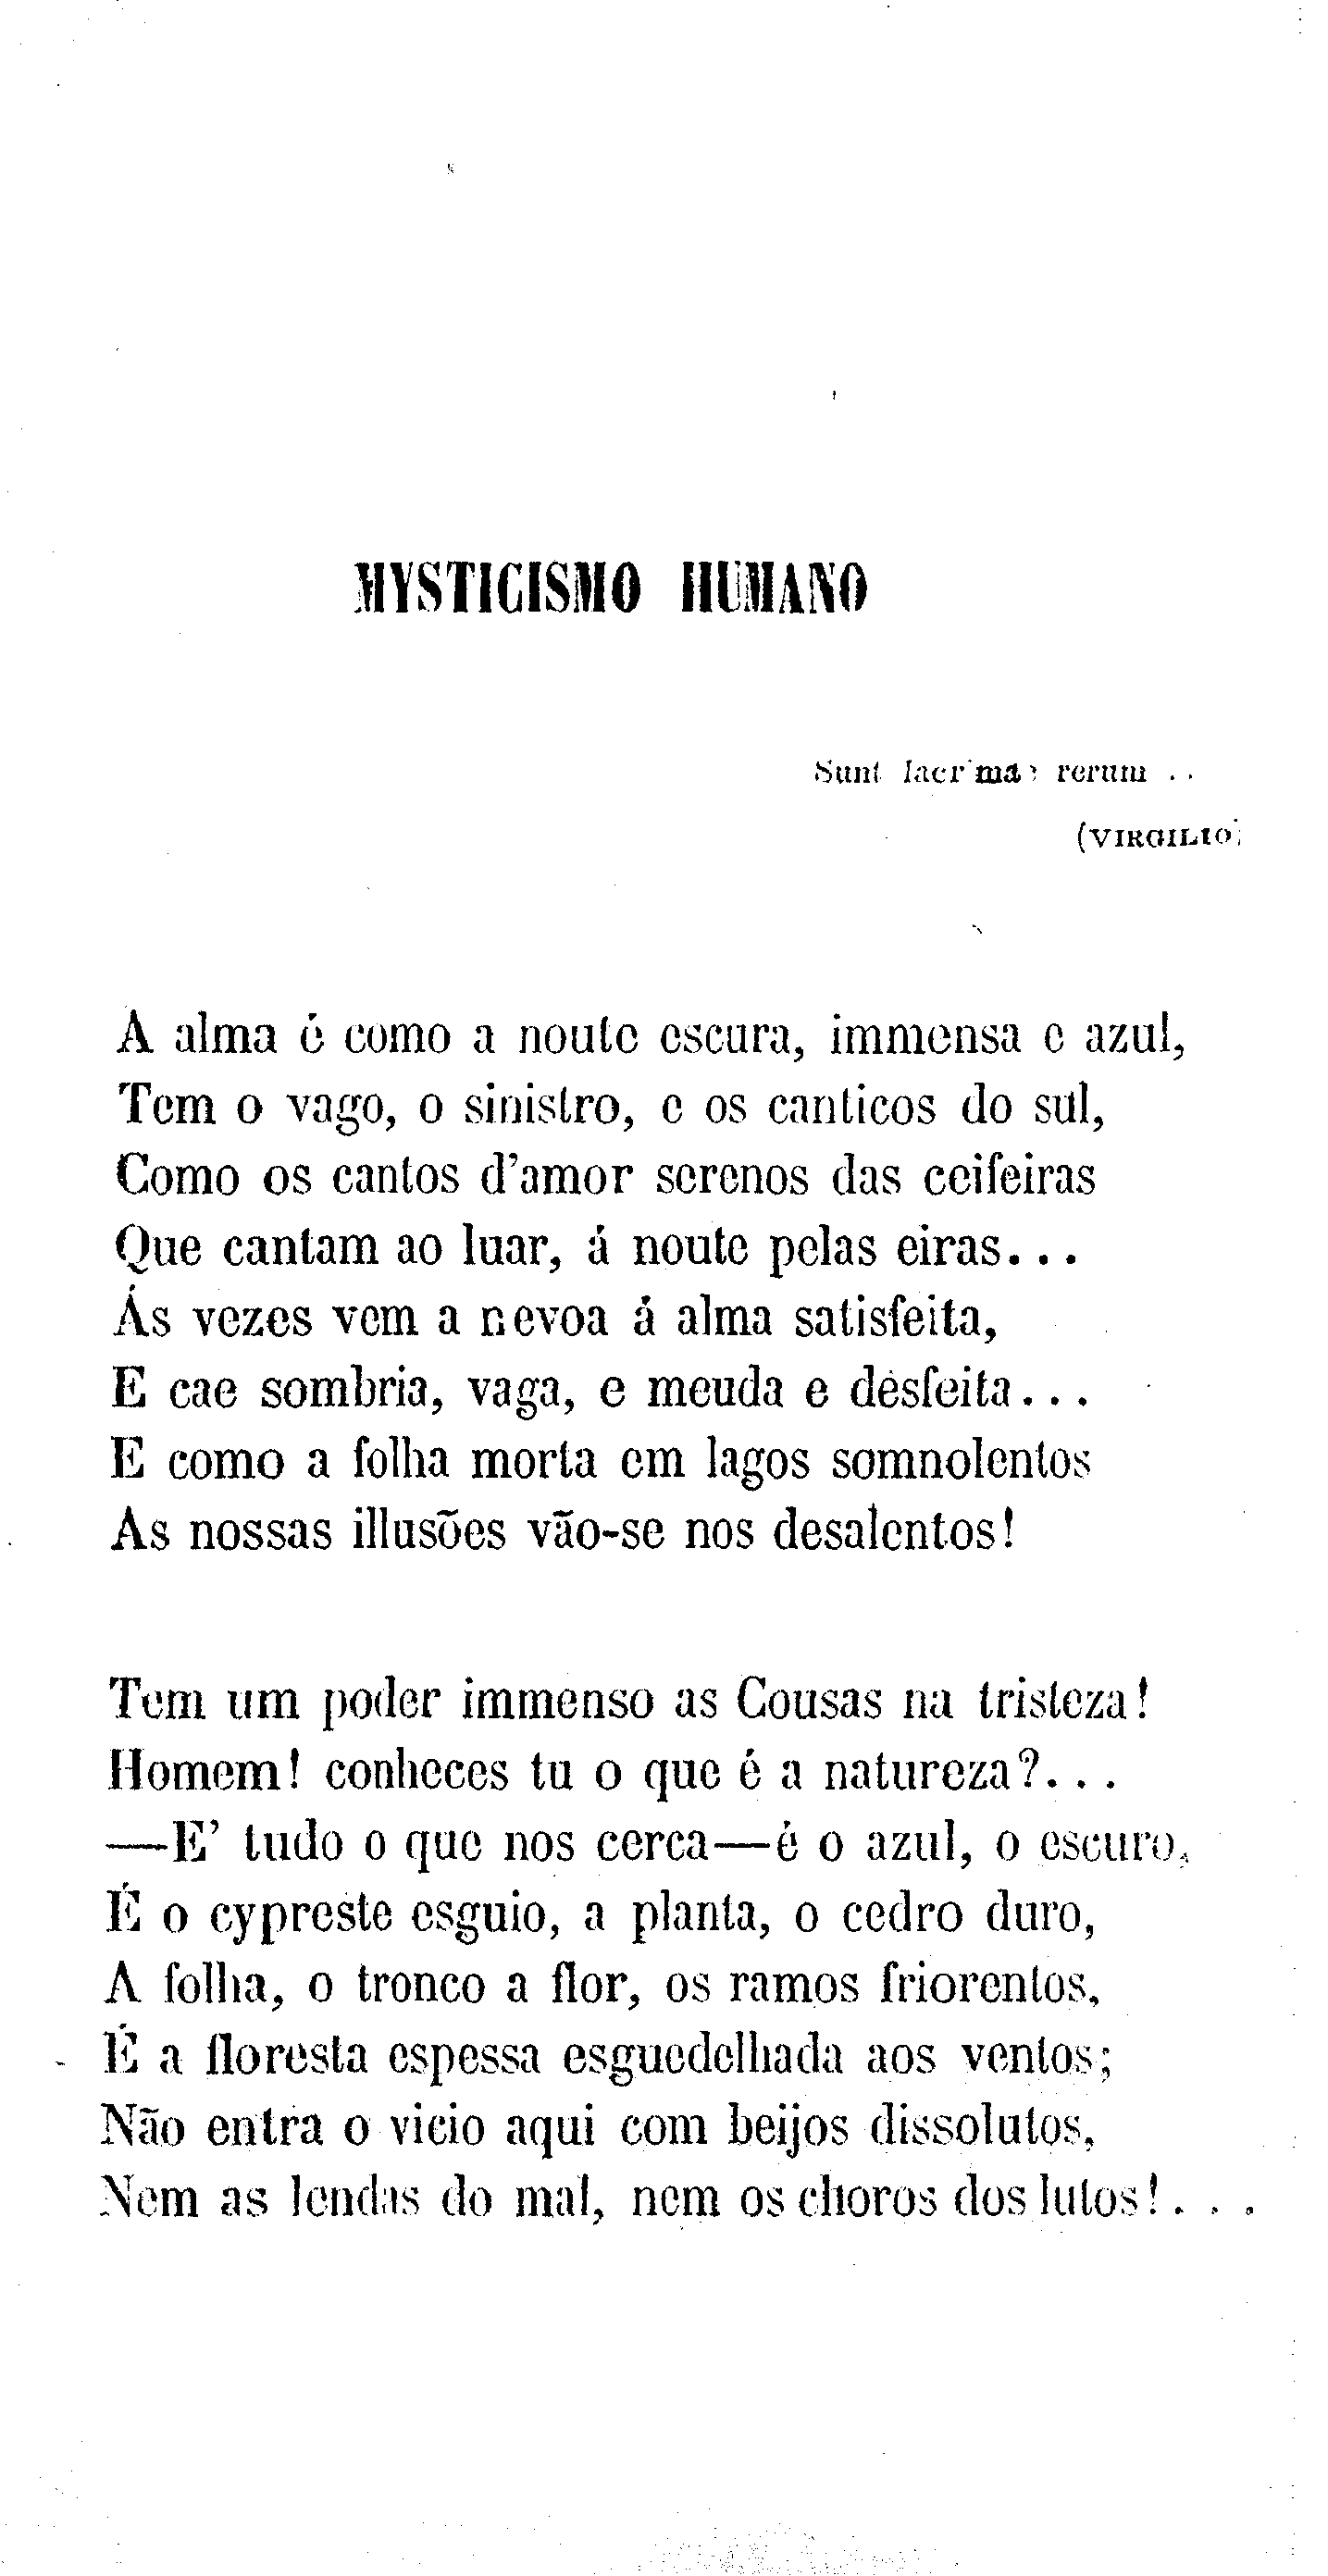 MYSTICISMO HUMANO
Sunt lacrimae rerum . .
(VIRGILIO)
A alma é como a noute escura, immensa e azul,
Tem o vago, o sinistro, e os canticos do sul,
Como os cantos d'amor serenos das ceifeiras
Que cantam ao luar, á noute pelas eiras...
Ás vezes vem a nevoa á alma satisfeita,
E cae sombria, vaga, e meuda e desfeita...
E como a folha morta em lagos somnolentos
As nossas illusões vão-se nos desalentos!
Tem um poder immenso as Cousas na tristeza!
Homem! conheces tu o que é a natureza?...
—E' tudo o que nos cerca—é o azul, o escuro,
É o cypreste esguio, a planta, o cedro duro,
A folha, o tronco a flor, os ramos friorentos,
É a floresta espessa esguedelhada aos ventos;
Não entra o vicio aqui com beijos dissolutos,
Nem as lendas do mal, nem os choros dos lutos!...